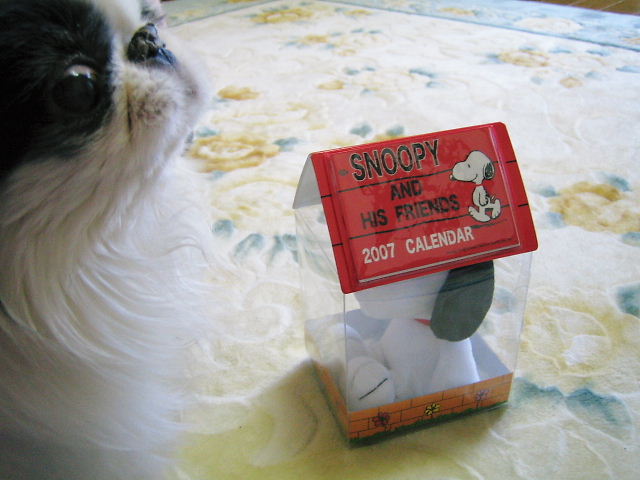 SNOOPY
AND
HIS FRIENDS
2007 CALENDAR